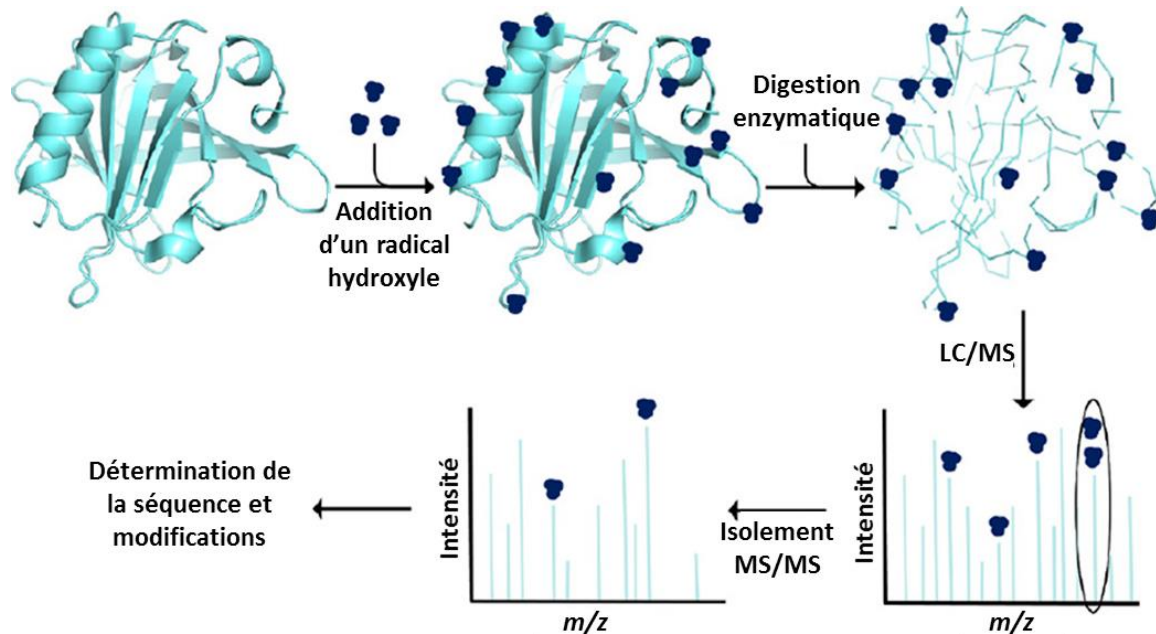 Addition
d’un radical
hydroxyle
Digestion
enzymatique
LC/MS
Intensité
m/z
Isolement
MS/MS
Intensité
m/z
Détermination de
la séquence et
modifications